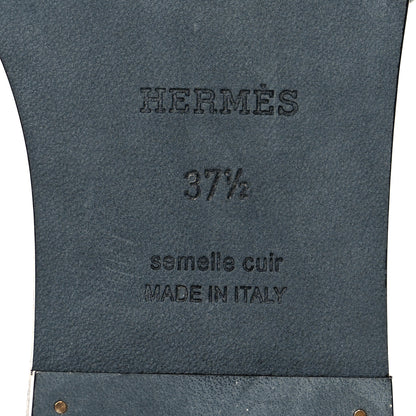 HERMÈS
37½
semelle cuir
MADE IN ITALY